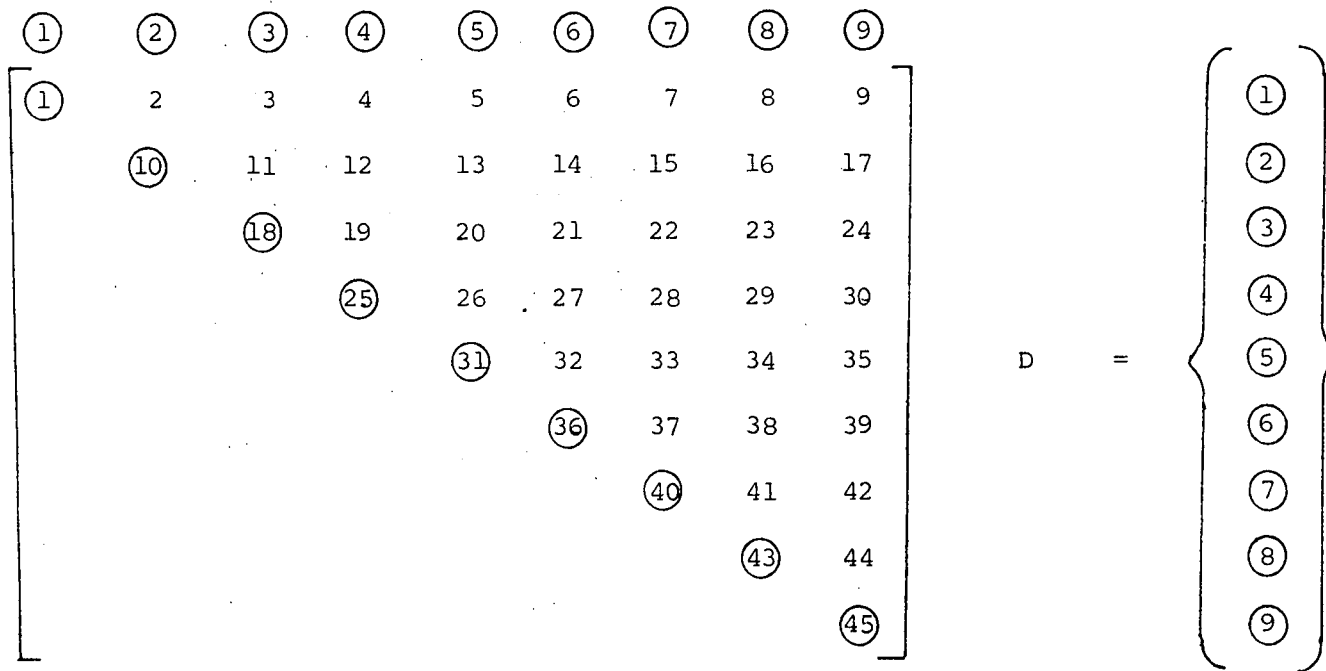 ① ② ③ ④ ⑤ ⑥ ⑦ ⑧ ⑨
① 2 3 4 5 6 7 8 9 ①
⑩ 11 12 13 14 15 16 17 ②
⑱ 19 20 21 22 23 24 ③
㉕ 26 27 28 29 30 ④
㉛ 32 33 34 35 D = ⑤
㊱ 37 38 39 ⑥
㊵ 41 42 ⑦
㊸ 44 ⑧
㊺ ⑨